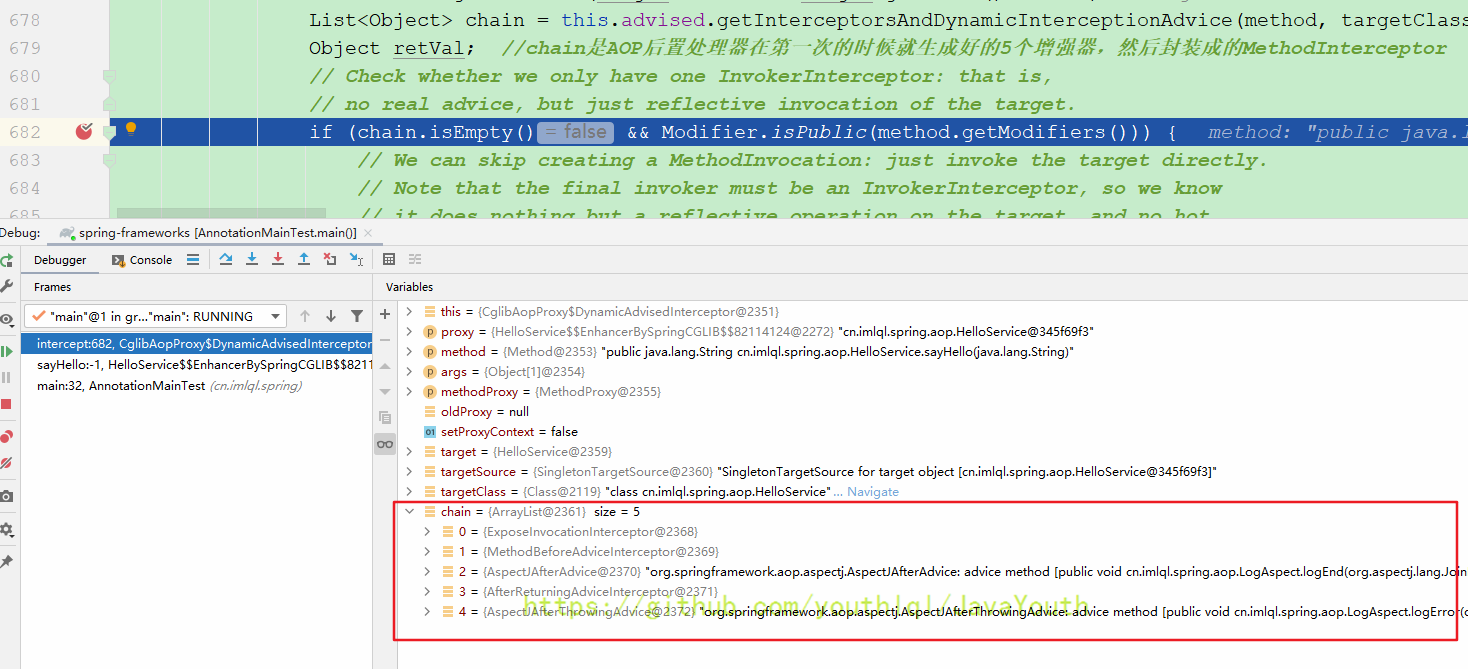 678 List<Object> chain = this.advised.getInterceptorsAndDynamicInterceptionAdvice(method, targetClass
679 Object retVal; //chain是AOP后置处理器在第一次的时候就生成好的5个增强器，然后封装成的MethodInterceptor
680 // Check whether we only have one InvokerInterceptor: that is,
681 // no real advice, but just reflective invocation of the target.
682 if (chain.isEmpty() = false && Modifier.isPublic(method.getModifiers())) { method: "public java.l
683 // We can skip creating a MethodInvocation: just invoke the target directly.
684 // Note that the final invoker must be an InvokerInterceptor, so we know
685 // it does nothing but a reflective operation on the target, and no hot
Debug: spring-frameworks [AnnotationMainTest.main()] ×
Debugger Console
Frames
Variables
"main"@1 in gr..."main": RUNNING
intercept:682, CglibAopProxy$DynamicAdvisedInterceptor
sayHello:-1, HelloService$$EnhancerBySpringCGLIB$$8211
main:32, AnnotationMainTest (cn.imlql.spring)
this = {CglibAopProxy$DynamicAdvisedInterceptor@2351}
proxy = {HelloService$$EnhancerBySpringCGLIB$$82114124@2272} "cn.imlql.spring.aop.HelloService@345f69f3"
method = {Method@2353} "public java.lang.String cn.imlql.spring.aop.HelloService.sayHello(java.lang.String)"
args = {Object[1]@2354}
methodProxy = {MethodProxy@2355}
oldProxy = null
01 setProxyContext = false
target = {HelloService@2359}
targetSource = {SingletonTargetSource@2360} "SingletonTargetSource for target object [cn.imlql.spring.aop.HelloService@345f69f3]"
targetClass = {Class@2119} "class cn.imlql.spring.aop.HelloService"... Navigate
chain = {ArrayList@2361} size = 5
0 = {ExposeInvocationInterceptor@2368}
1 = {MethodBeforeAdviceInterceptor@2369}
2 = {AspectJAfterAdvice@2370} "org.springframework.aop.aspectj.AspectJAfterAdvice: advice method [public void cn.imlql.spring.aop.LogAspect.logEnd(org.aspectj.lang.Join
3 = {AfterReturningAdviceInterceptor@2371}
https://github.com/youthlql/JavaYouth
4 = {AspectJAfterThrowingAdvice@2372} "org.springframework.aop.aspectj.AspectJAfterThrowingAdvice: advice method [public void cn.imlql.spring.aop.LogAspect.logError(o